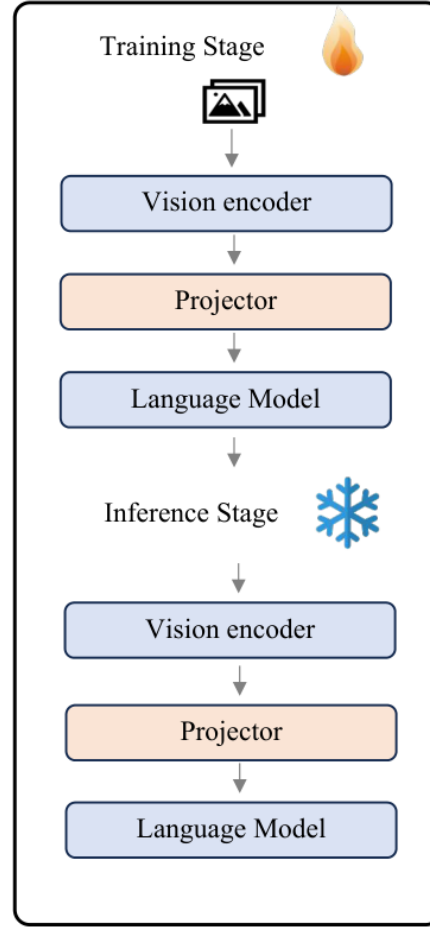 Training Stage
Vision encoder
Projector
Language Model
Inference Stage
Vision encoder
Projector
Language Model